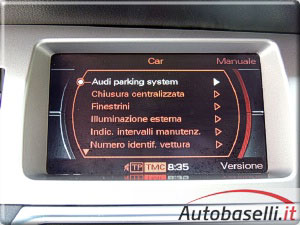 Car Manuale
Audi parking system
Chiusura centralizzata
Finestrini
Illuminazione esterna
Indic. intervalli manutenz.
Numero identif. vettura
TP TMC 8:35 Versione
Autobaselli.it